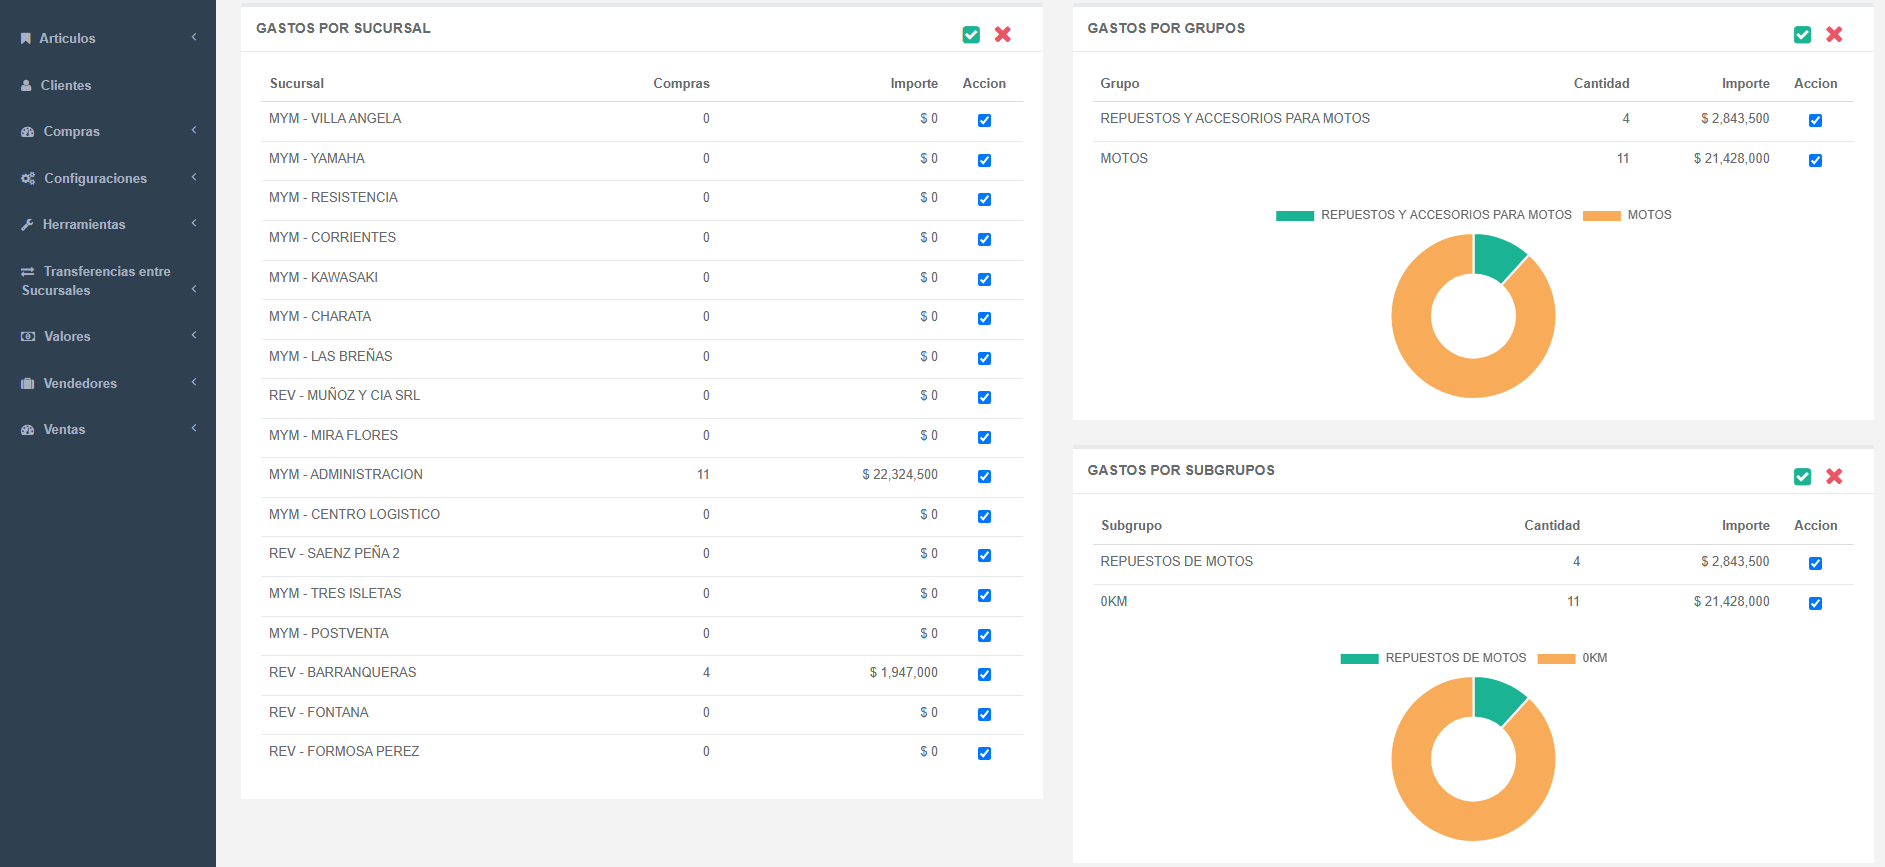 Articulos
Clientes
Compras
Configuraciones
Herramientas
Transferencias entre
Sucursales
Valores
Vendedores
Ventas
GASTOS POR SUCURSAL
Sucursal Compras Importe Accion
MYM - VILLA ANGELA 0 $ 0
MYM - YAMAHA 0 $ 0
MYM - RESISTENCIA 0 $ 0
MYM - CORRIENTES 0 $ 0
MYM - KAWASAKI 0 $ 0
MYM - CHARATA 0 $ 0
MYM - LAS BREÑAS 0 $ 0
REV - MUÑOZ Y CIA SRL 0 $ 0
MYM - MIRA FLORES 0 $ 0
MYM - ADMINISTRACION 11 $ 22,324,500
MYM - CENTRO LOGISTICO 0 $ 0
REV - SAENZ PEÑA 2 0 $ 0
MYM - TRES ISLETAS 0 $ 0
MYM - POSTVENTA 0 $ 0
REV - BARRANQUERAS 4 $ 1,947,000
REV - FONTANA 0 $ 0
REV - FORMOSA PEREZ 0 $ 0
GASTOS POR GRUPOS
Grupo Cantidad Importe Accion
REPUESTOS Y ACCESORIOS PARA MOTOS 4 $ 2,843,500
MOTOS 11 $ 21,428,000
REPUESTOS Y ACCESORIOS PARA MOTOS MOTOS
GASTOS POR SUBGRUPOS
Subgrupo Cantidad Importe Accion
REPUESTOS DE MOTOS 4 $ 2,843,500
0KM 11 $ 21,428,000
REPUESTOS DE MOTOS 0KM